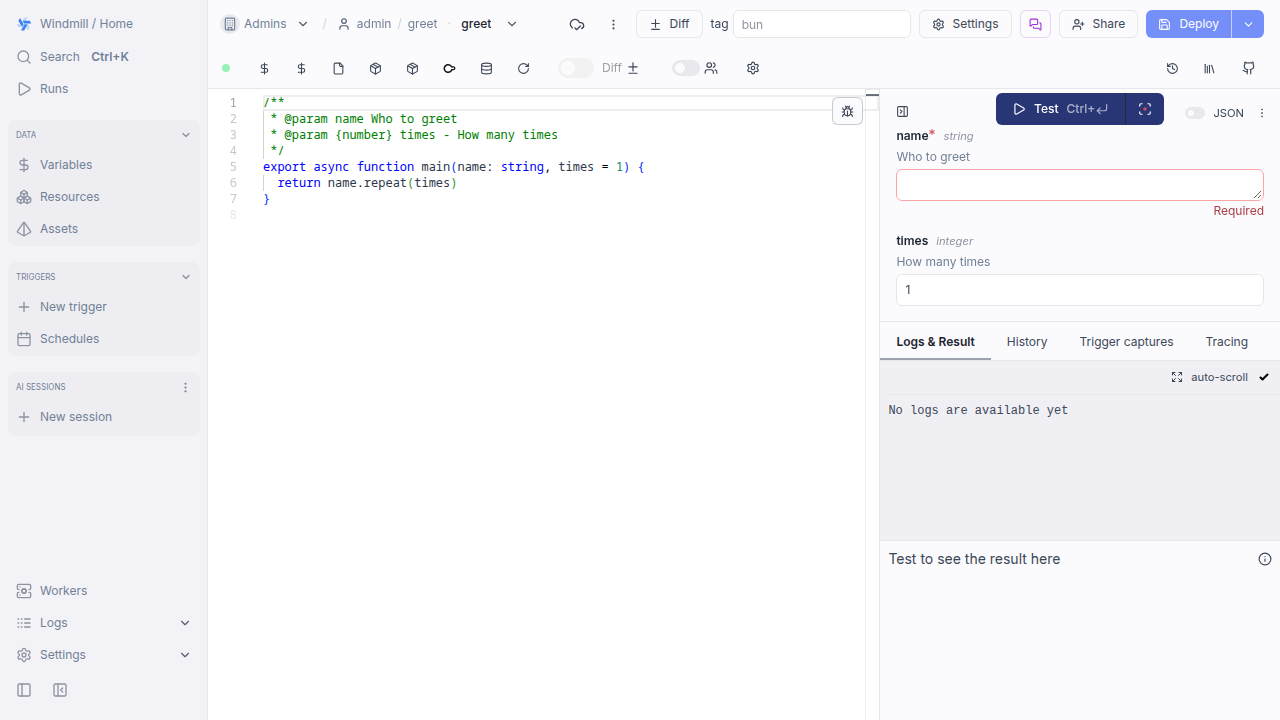 Windmill / Home
Search Ctrl+K
Runs
DATA
Variables
Resources
Assets
TRIGGERS
New trigger
Schedules
AI SESSIONS
New session
Workers
Logs
Settings
Admins / admin / greet · greet
Diff
tag bun
Settings
Share
Deploy
Diff
1 /**
2 * @param name Who to greet
3 * @param {number} times - How many times
4 */
5 export async function main(name: string, times = 1) {
6 return name.repeat(times)
7 }
8
Test Ctrl+↵
JSON
name* string
Who to greet
Required
times integer
How many times
1
Logs & Result History Trigger captures Tracing
auto-scroll
No logs are available yet
Test to see the result here